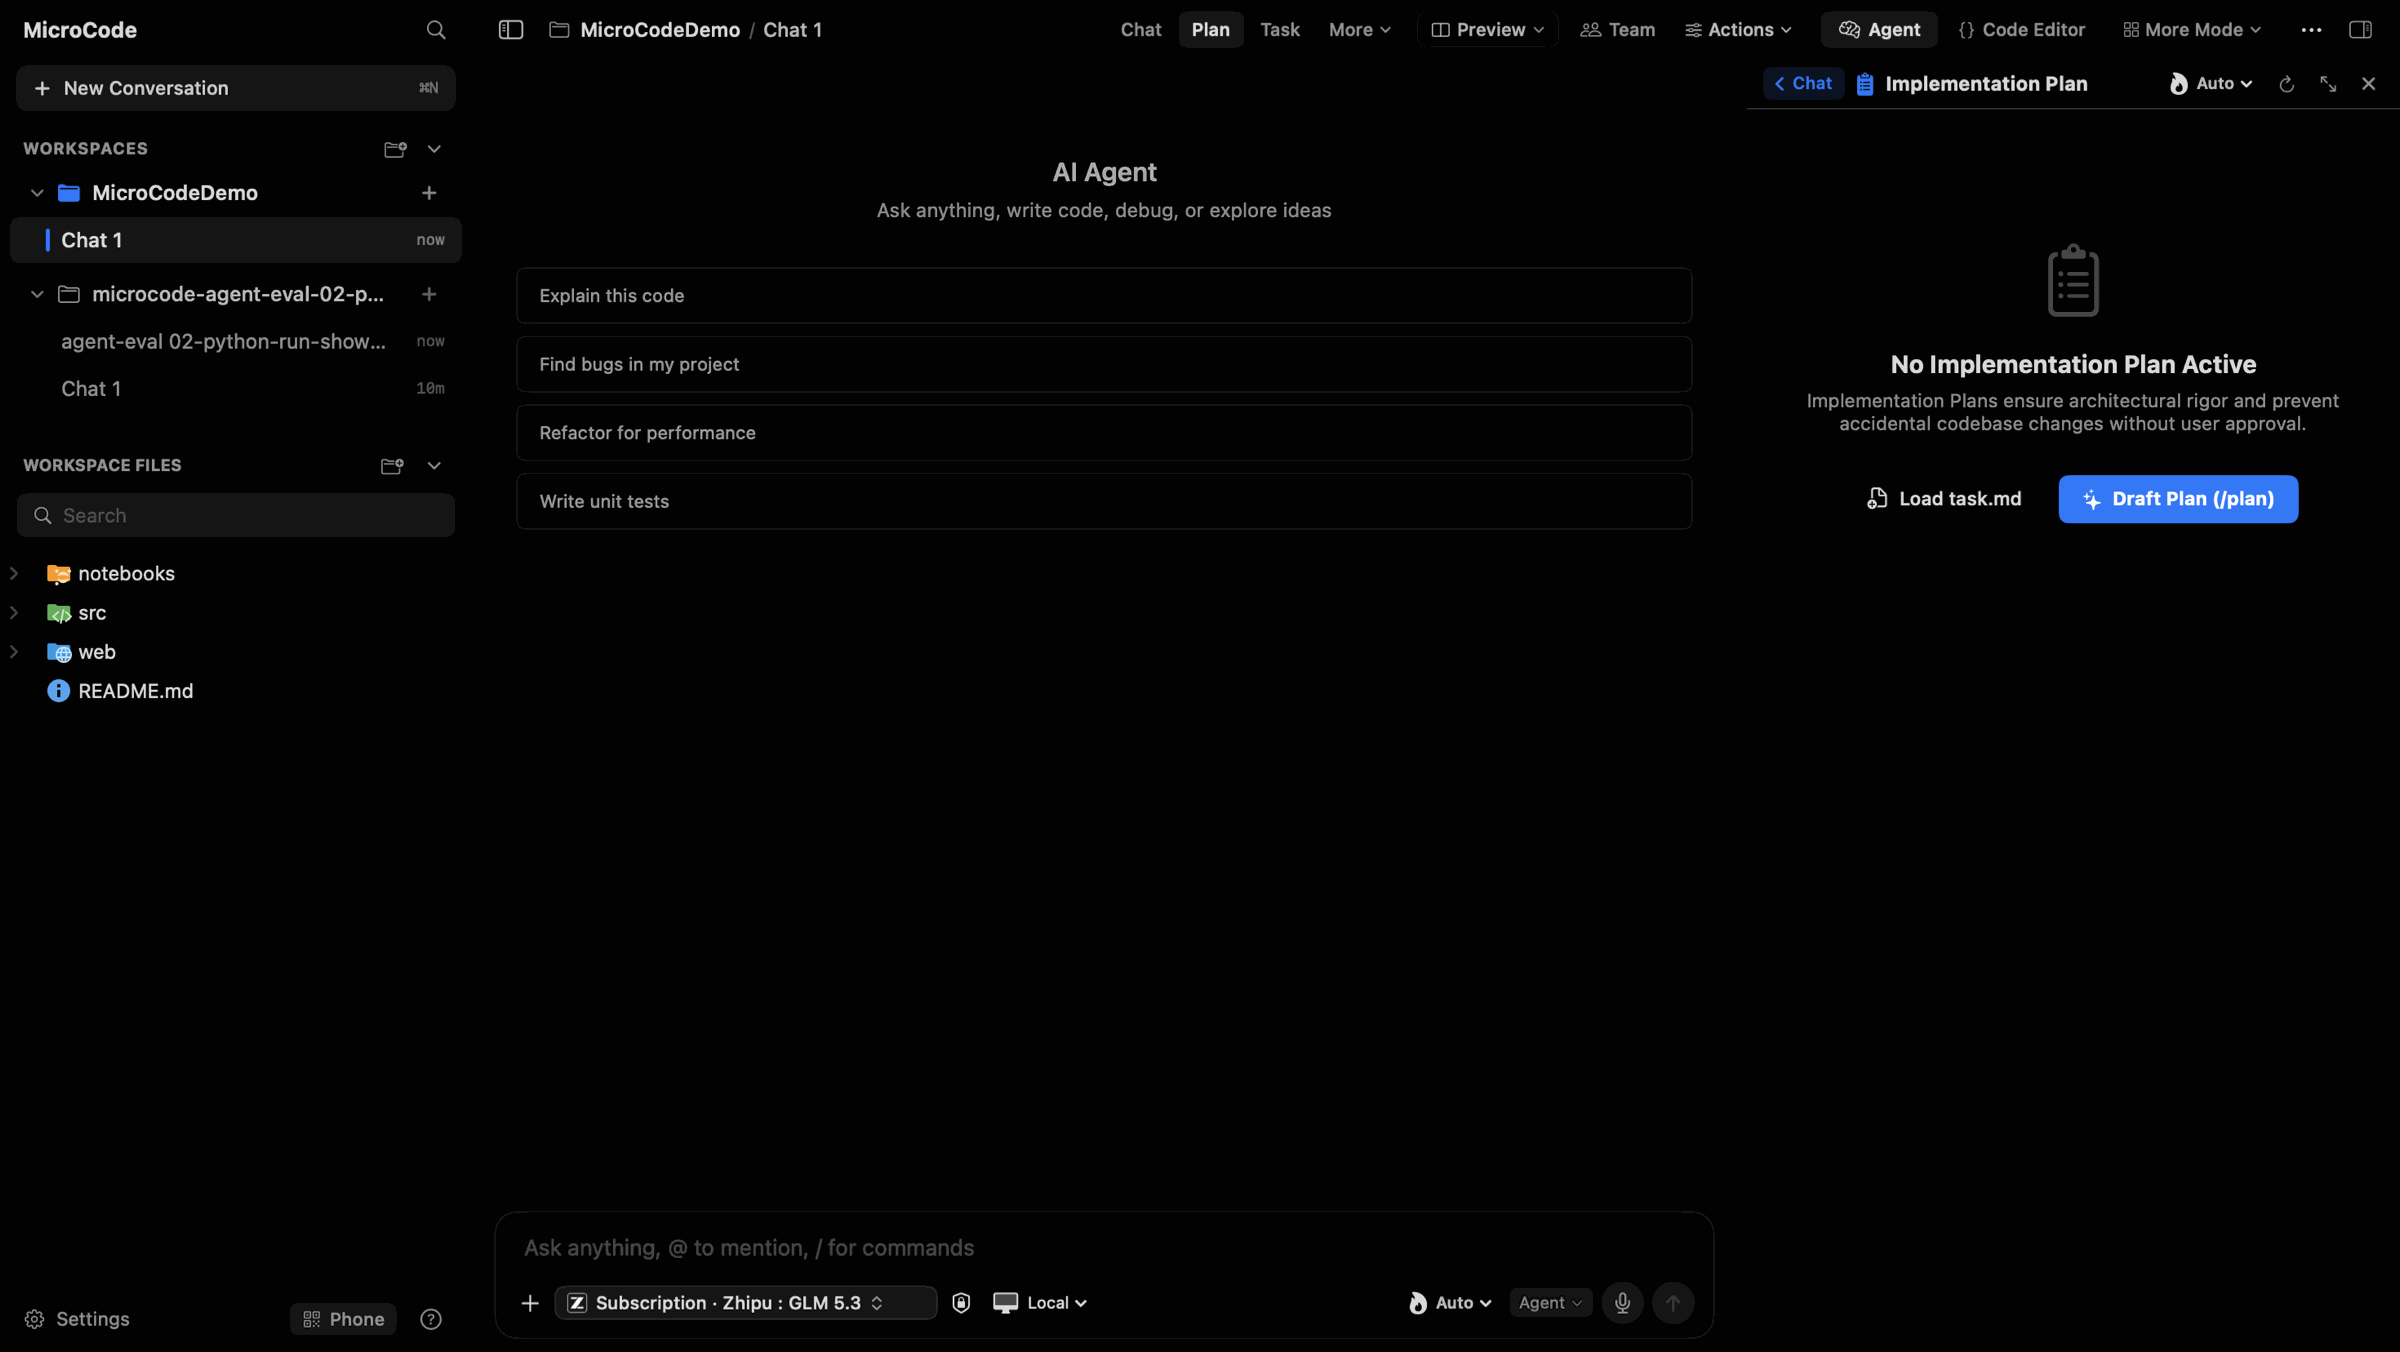 MicroCode
New Conversation ⌘N
WORKSPACES
MicroCodeDemo
Chat 1 now
microcode-agent-eval-02-p...
agent-eval 02-python-run-show... now
Chat 1 10m
WORKSPACE FILES
Search
notebooks
src
web
README.md
Settings
Phone
MicroCodeDemo / Chat 1
Chat
Plan
Task
More
Preview
Team
Actions
Agent
Code Editor
More Mode
AI Agent
Ask anything, write code, debug, or explore ideas
Explain this code
Find bugs in my project
Refactor for performance
Write unit tests
Ask anything, @ to mention, / for commands
Subscription · Zhipu : GLM 5.3
Local
Auto
Agent
Chat
Implementation Plan
Auto
No Implementation Plan Active
Implementation Plans ensure architectural rigor and prevent
accidental codebase changes without user approval.
Load task.md
Draft Plan (/plan)